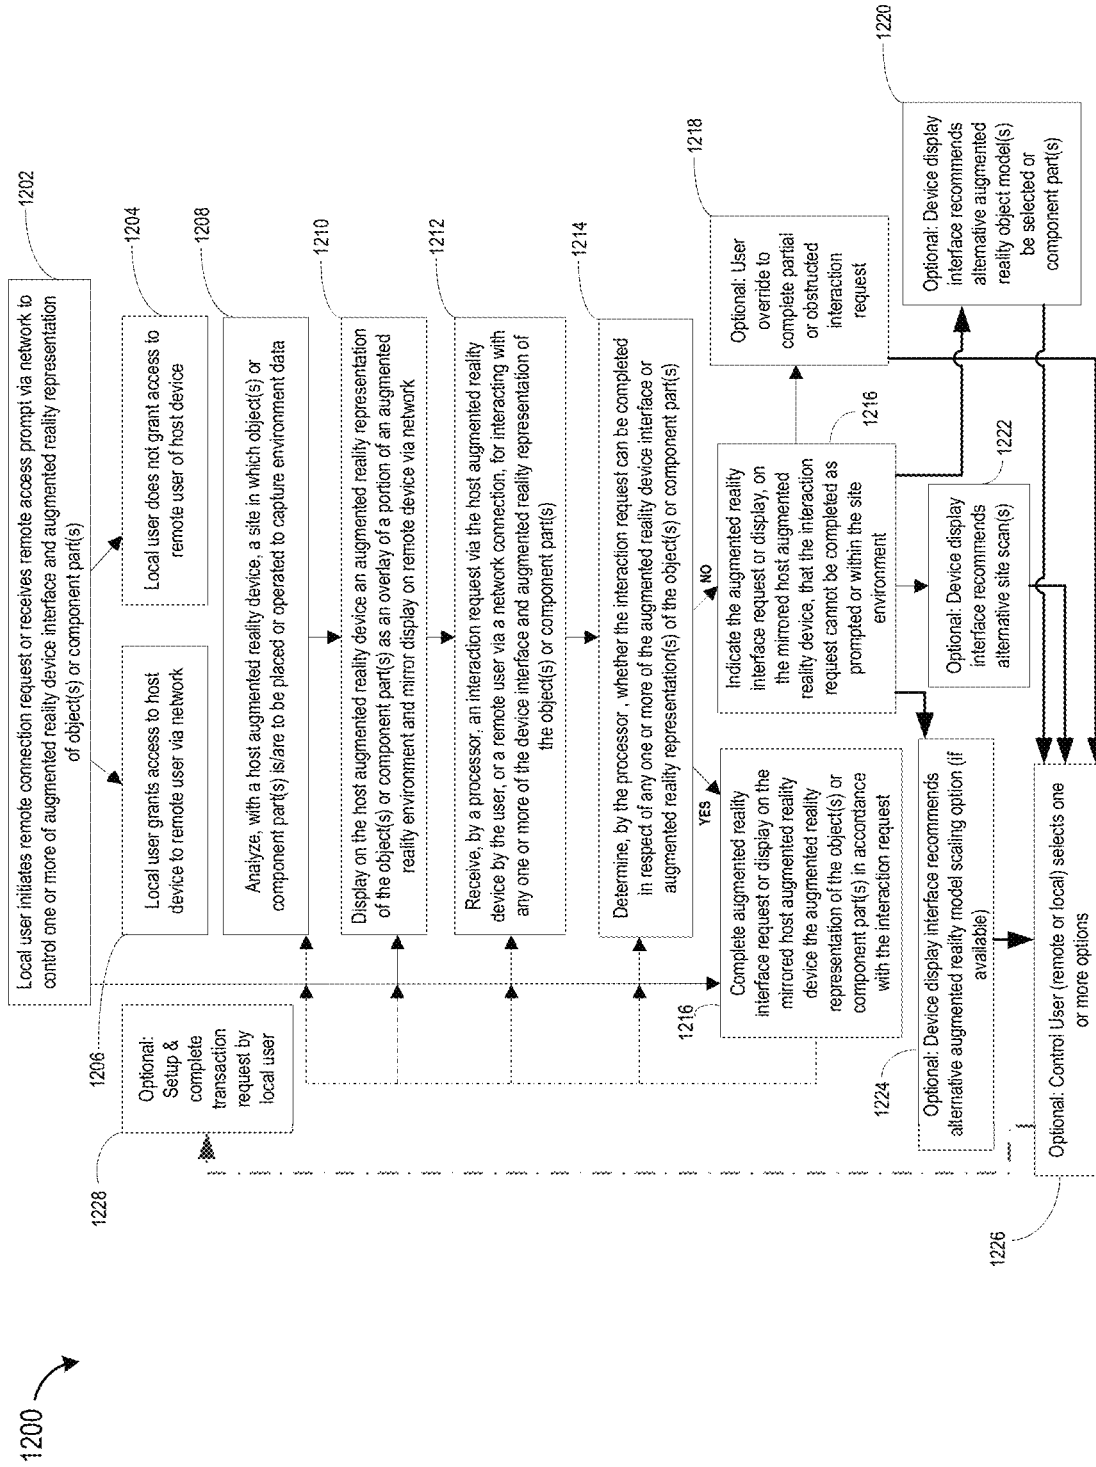 1200
Local user initiates remote connection request or receives remote access prompt via network to
control one or more of augmented reality device interface and augmented reality representation
of object(s) or component part(s)
1202
Local user grants access to host
device to remote user via network
1206
Local user does not grant access to
remote user of host device
1204
Optional:
Setup &
complete
transaction
request by
local user
1228
Analyze, with a host augmented reality device, a site in which object(s) or
component part(s) is/are to be placed or operated to capture environment data
1208
Display on the host augmented reality device an augmented reality representation
of the object(s) or component part(s) as an overlay of a portion of an augmented
reality environment and mirror display on remote device via network
1210
Receive, by a processor, an interaction request via the host augmented reality
device by the user, or a remote user via a network connection, for interacting with
any one or more of the device interface and augmented reality representation of
the object(s) or component part(s)
1212
Determine, by the processor , whether the interaction request can be completed
in respect of any one or more of the augmented reality device interface or
augmented reality representation(s) of the object(s) or component part(s)
1214
YES
NO
Complete augmented reality
interface request or display on the
mirrored host augmented reality
device the augmented reality
representation of the object(s) or
component part(s) in accordance
with the interaction request
1216
Indicate the augmented reality
interface request or display, on
the mirrored host augmented
reality device, that the interaction
request cannot be completed as
prompted or within the site
environment
1216
Optional: User
override to
complete partial
or obstructed
interaction
request
1218
Optional: Device display
interface recommends
alternative augmented
reality object model(s)
be selected or
component part(s)
1220
Optional: Device display
interface recommends
alternative site scan(s)
1222
Optional: Device display interface recommends
alternative augmented reality model scaling option (if
available)
1224
Optional: Control User (remote or local) selects one
or more options
1226